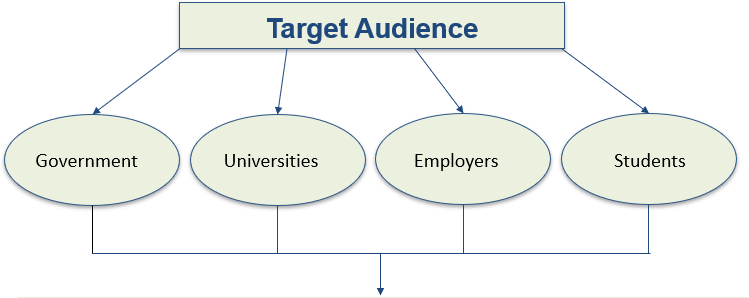 Target Audience
Government
Universities
Employers
Students